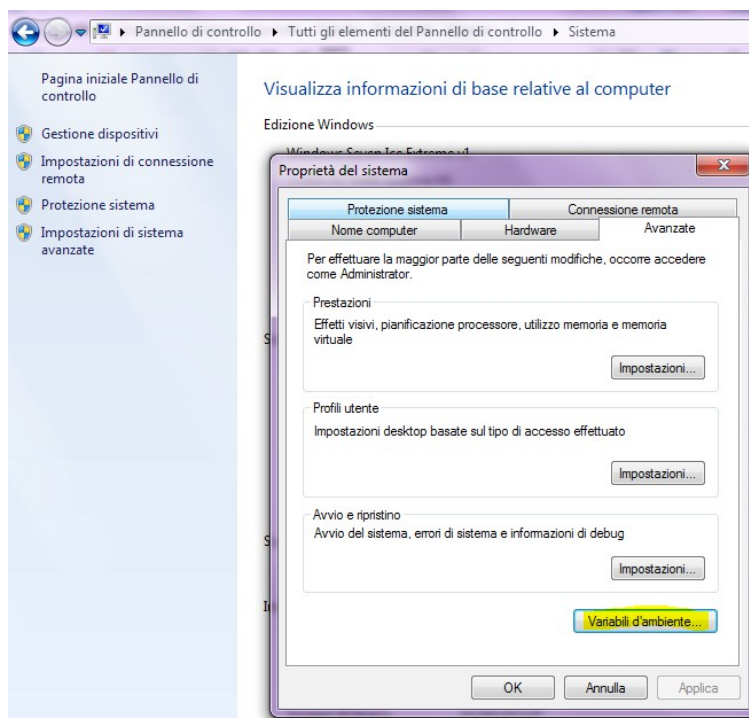 Pannello di controllo ▸ Tutti gli elementi del Pannello di controllo ▸ Sistema
Pagina iniziale Pannello di
controllo
Gestione dispositivi
Impostazioni di connessione
remota
Protezione sistema
Impostazioni di sistema
avanzate
Visualizza informazioni di base relative al computer
Edizione Windows
Windows Seven Ice Extreme v1
Proprietà del sistema
Protezione sistema
Connessione remota
Nome computer
Hardware
Avanzate
Per effettuare la maggior parte delle seguenti modifiche, occorre accedere
come Administrator.
Prestazioni
Effetti visivi, pianificazione processore, utilizzo memoria e memoria
virtuale
Impostazioni...
Profili utente
Impostazioni desktop basate sul tipo di accesso effettuato
Impostazioni...
Avvio e ripristino
Avvio del sistema, errori di sistema e informazioni di debug
Impostazioni...
Variabili d'ambiente...
OK
Annulla
Applica